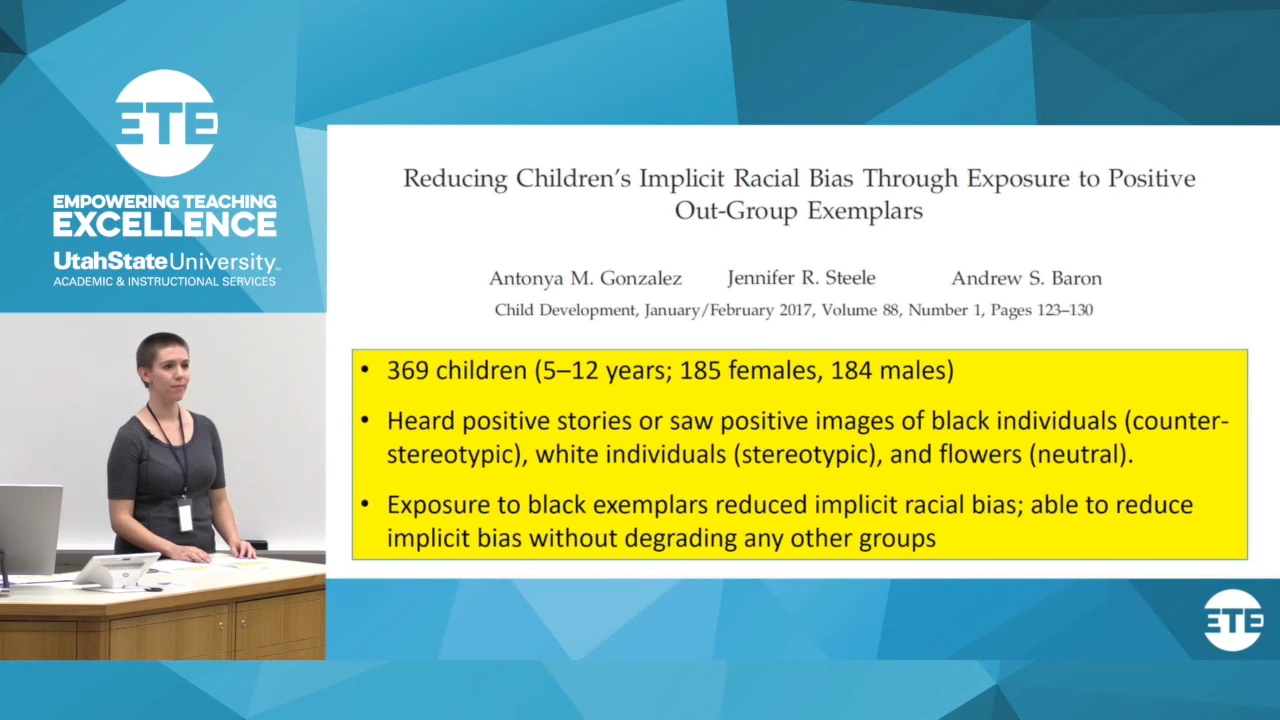 ETE
EMPOWERING TEACHING
EXCELLENCE
UtahStateUniversity
ACADEMIC & INSTRUCTIONAL SERVICES
Reducing Children’s Implicit Racial Bias Through Exposure to Positive
Out-Group Exemplars
Antonya M. Gonzalez Jennifer R. Steele Andrew S. Baron
Child Development, January/February 2017, Volume 88, Number 1, Pages 123–130
• 369 children (5–12 years; 185 females, 184 males)
• Heard positive stories or saw positive images of black individuals (counter-
stereotypic), white individuals (stereotypic), and flowers (neutral).
• Exposure to black exemplars reduced implicit racial bias; able to reduce
implicit bias without degrading any other groups
ETE